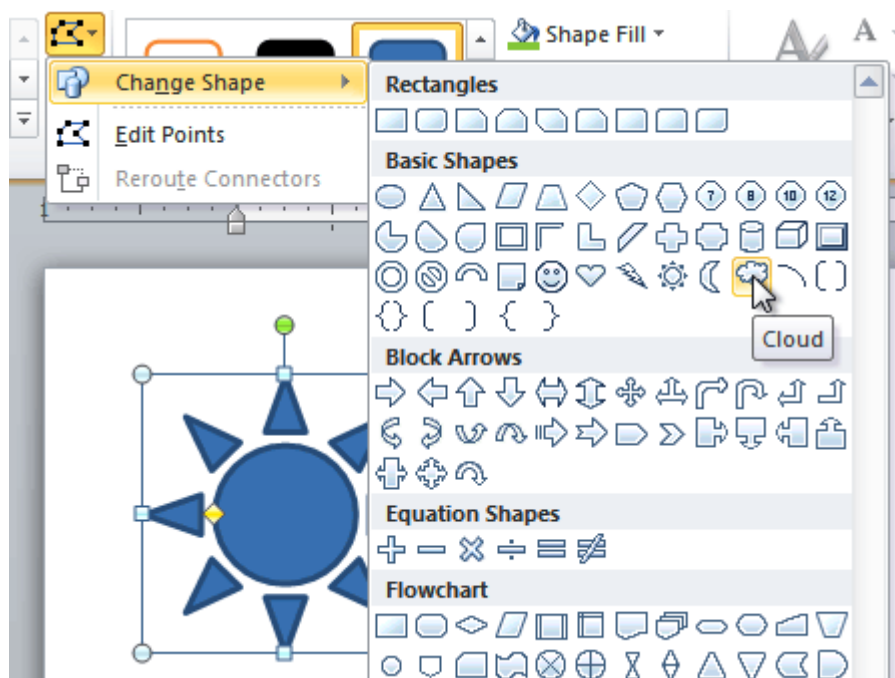 Shape Fill
A
A
Change Shape
Edit Points
Reroute Connectors
1
Rectangles
Basic Shapes
7 8 10 12
Cloud
Block Arrows
Equation Shapes
Flowchart